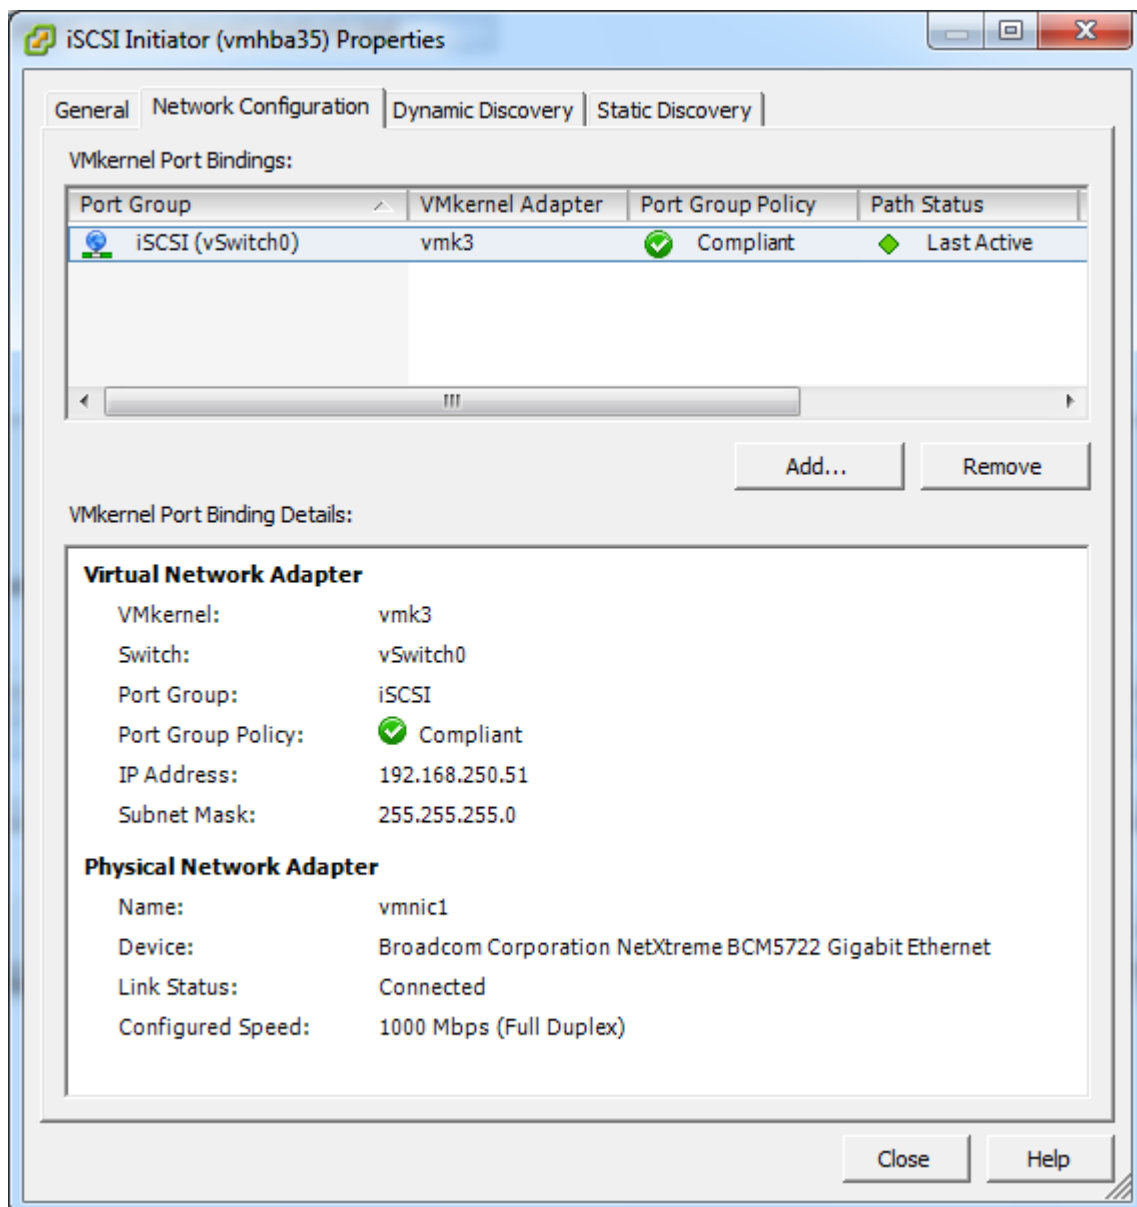 iSCSI Initiator (vmhba35) Properties
General Network Configuration Dynamic Discovery Static Discovery
VMkernel Port Bindings:
Port Group VMkernel Adapter Port Group Policy Path Status
iSCSI (vSwitch0) vmk3 Compliant Last Active
Add... Remove
VMkernel Port Binding Details:
Virtual Network Adapter
VMkernel: vmk3
Switch: vSwitch0
Port Group: iSCSI
Port Group Policy: Compliant
IP Address: 192.168.250.51
Subnet Mask: 255.255.255.0
Physical Network Adapter
Name: vmnic1
Device: Broadcom Corporation NetXtreme BCM5722 Gigabit Ethernet
Link Status: Connected
Configured Speed: 1000 Mbps (Full Duplex)
Close Help